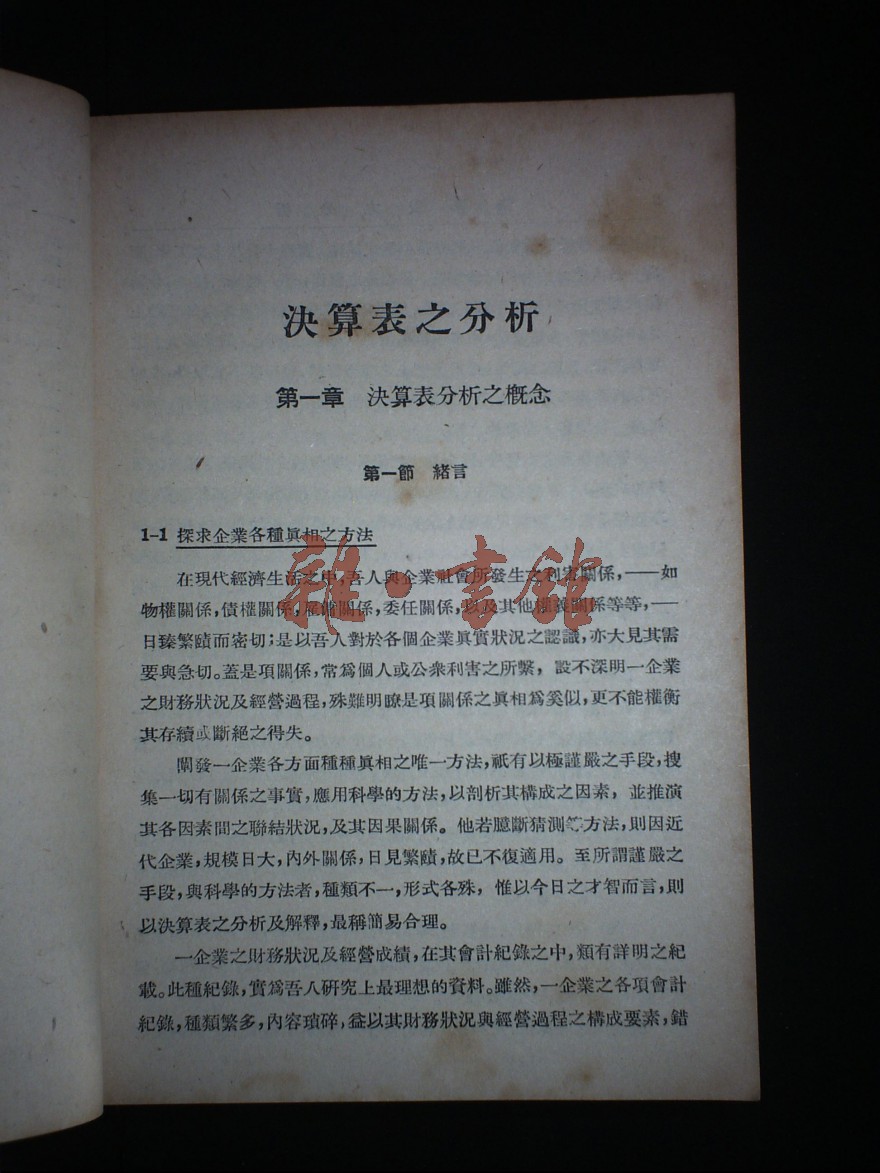 決算表之分析
第一章 決算表分析之概念
第一節 緒言
1-1 探求企業各種眞相之方法
在現代經濟生活之中,吾人與企業社會所發生之利害關係,——如
物權關係,債權關係,雇傭關係,委任關係,以及其他權義關係等等,——
日臻繁賾而密切;是以吾人對於各個企業眞實狀況之認識,亦大見其需
要與急切。蓋是項關係,常爲個人或公衆利害之所繫,設不深明一企業
之財務狀況及經營過程,殊難明瞭是項關係之眞相爲奚似,更不能權衡
其存續或斷絕之得失。
闡發一企業各方面種種眞相之唯一方法,祇有以極謹嚴之手段,搜
集一切有關係之事實,應用科學的方法,以剖析其構成之因素,並推演
其各因素間之聯結狀況,及其因果關係。他若臆斷猜測等方法,則因近
代企業,規模日大,內外關係,日見繁賾,故已不復適用。至所謂謹嚴之
手段,與科學的方法者,種類不一,形式各殊,惟以今日之才智而言,則
以決算表之分析及解釋,最稱簡易合理。
一企業之財務狀況及經營成績,在其會計紀錄之中,類有詳明之紀
載。此種紀錄,實爲吾人研究上最理想的資料。雖然,一企業之各項會計
紀錄,種類繁多,內容瑣碎,益以其財務狀況與經營過程之構成要素,錯
雜·書館